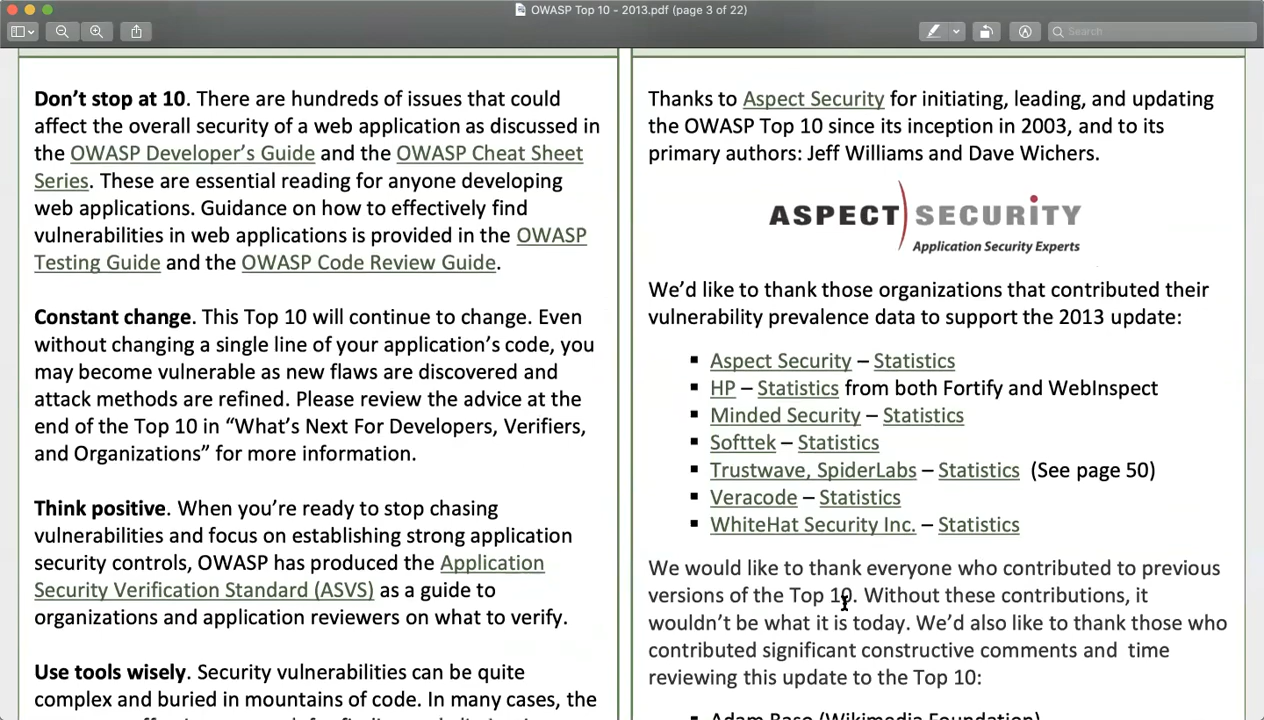 OWASP Top 10 - 2013.pdf (page 3 of 22)
Search
Don't stop at 10. There are hundreds of issues that could
affect the overall security of a web application as discussed in
the OWASP Developer's Guide and the OWASP Cheat Sheet
Series. These are essential reading for anyone developing
web applications. Guidance on how to effectively find
vulnerabilities in web applications is provided in the OWASP
Testing Guide and the OWASP Code Review Guide.
Constant change. This Top 10 will continue to change. Even
without changing a single line of your application's code, you
may become vulnerable as new flaws are discovered and
attack methods are refined. Please review the advice at the
end of the Top 10 in “What's Next For Developers, Verifiers,
and Organizations” for more information.
Think positive. When you're ready to stop chasing
vulnerabilities and focus on establishing strong application
security controls, OWASP has produced the Application
Security Verification Standard (ASVS) as a guide to
organizations and application reviewers on what to verify.
Use tools wisely. Security vulnerabilities can be quite
complex and buried in mountains of code. In many cases, the
Thanks to Aspect Security for initiating, leading, and updating
the OWASP Top 10 since its inception in 2003, and to its
primary authors: Jeff Williams and Dave Wichers.
ASPECT SECURITY
Application Security Experts
We'd like to thank those organizations that contributed their
vulnerability prevalence data to support the 2013 update:
▪ Aspect Security – Statistics
▪ HP – Statistics from both Fortify and WebInspect
▪ Minded Security – Statistics
▪ Softtek – Statistics
▪ Trustwave, SpiderLabs – Statistics (See page 50)
▪ Veracode – Statistics
▪ WhiteHat Security Inc. – Statistics
We would like to thank everyone who contributed to previous
versions of the Top 10. Without these contributions, it
wouldn't be what it is today. We'd also like to thank those who
contributed significant constructive comments and time
reviewing this update to the Top 10:
▪ Adam Baso (Wikimedia Foundation)